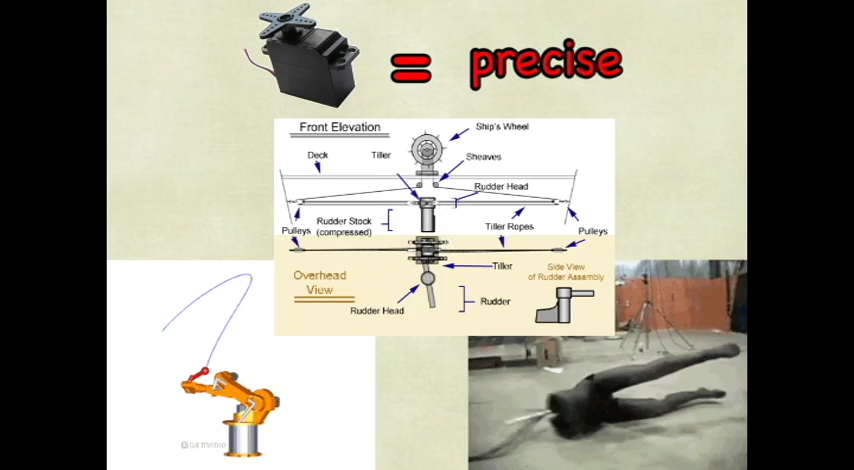 = precise
Front Elevation
Ship's Wheel
Deck
Tiller
Sheaves
Rudder Head
Rudder Stock
(compressed)
Pulleys
Tiller Ropes
Pulleys
Overhead
View
Tiller
Side View
of Rudder Assembly
Rudder Head
Rudder